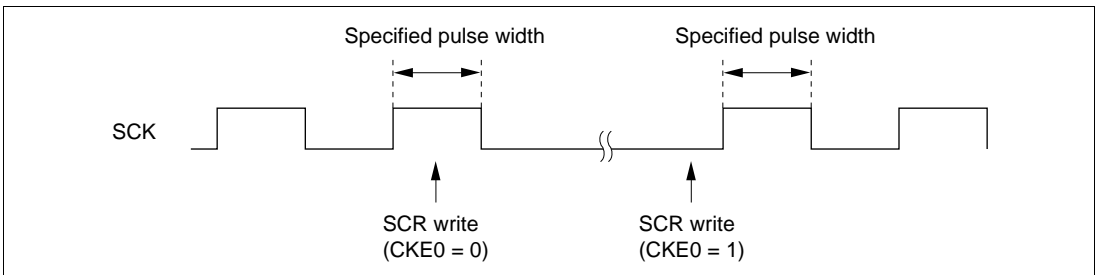 Specified pulse width Specified pulse width
SCK
SCR write SCR write
(CKE0 = 0) (CKE0 = 1)